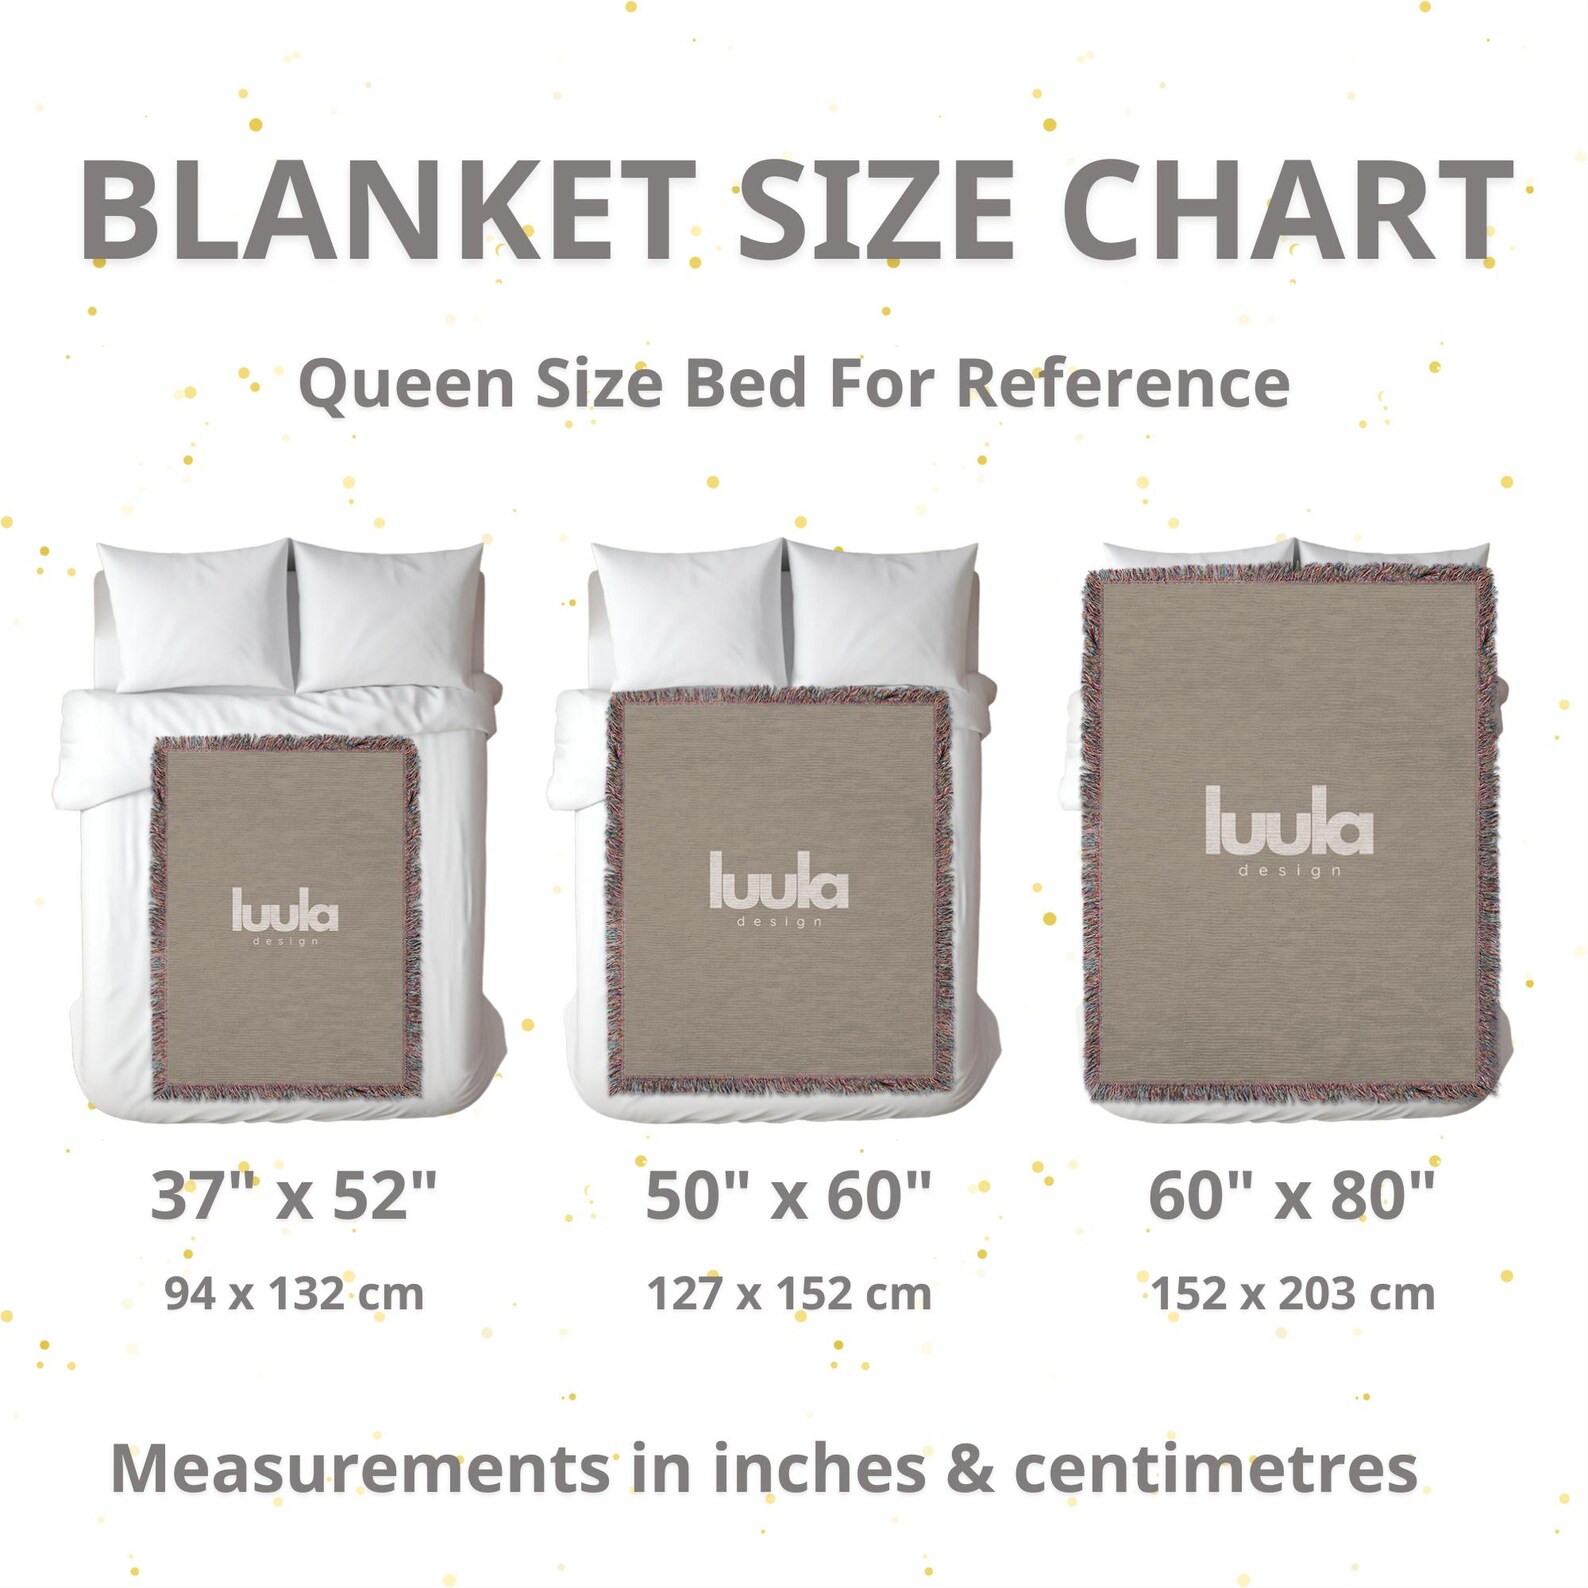 BLANKET SIZE CHART
Queen Size Bed For Reference
luula
design
luula
design
luula
design
37" x 52"
50" x 60"
60" x 80"
94 x 132 cm
127 x 152 cm
152 x 203 cm
Measurements in inches & centimetres